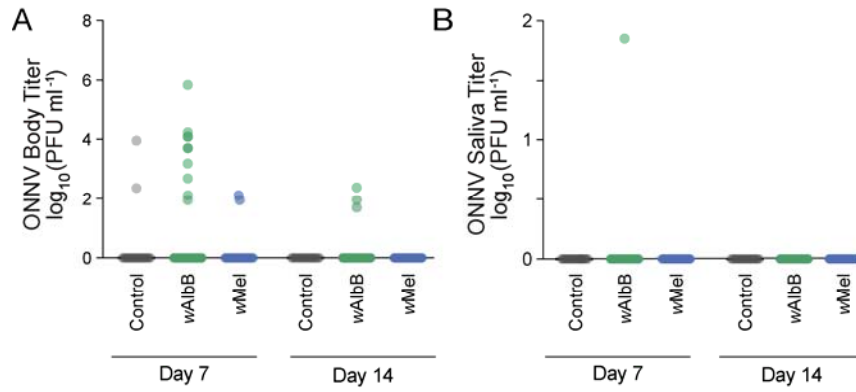 A
ONNV Body Titer
log₁₀(PFU ml⁻¹)
8
6
4
2
0
Control
wAlbB
wMel
Control
wAlbB
wMel
Day 7
Day 14
B
ONNV Saliva Titer
log₁₀(PFU ml⁻¹)
2
1
0
Control
wAlbB
wMel
Control
wAlbB
wMel
Day 7
Day 14